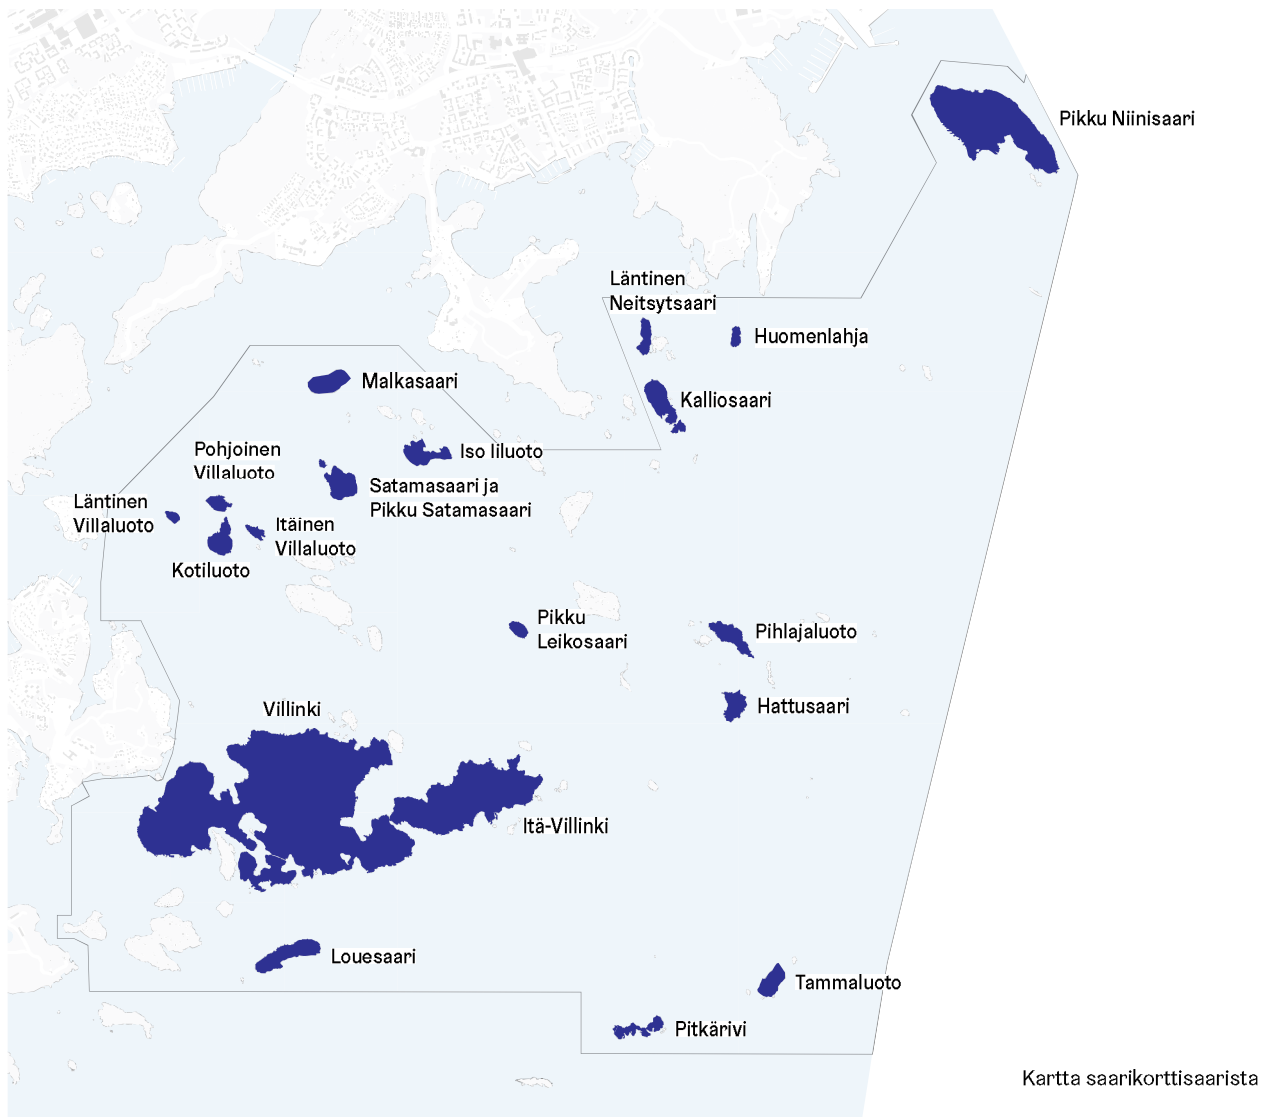 Pikku Niinisaari
Läntinen
Neitsytsaari
Huomenlahja
Malkasaari
Kalliosaari
Pohjoinen
Villaluoto
Iso Iiluoto
Satamasaari ja
Pikku Satamasaari
Läntinen
Villaluoto
Itäinen
Villaluoto
Kotiluoto
Pikku
Leikosaari
Pihlajaluoto
Hattusaari
Villinki
Itä-Villinki
Louesaari
Tammaluoto
Pitkärivi
Kartta saarikorttisaarista